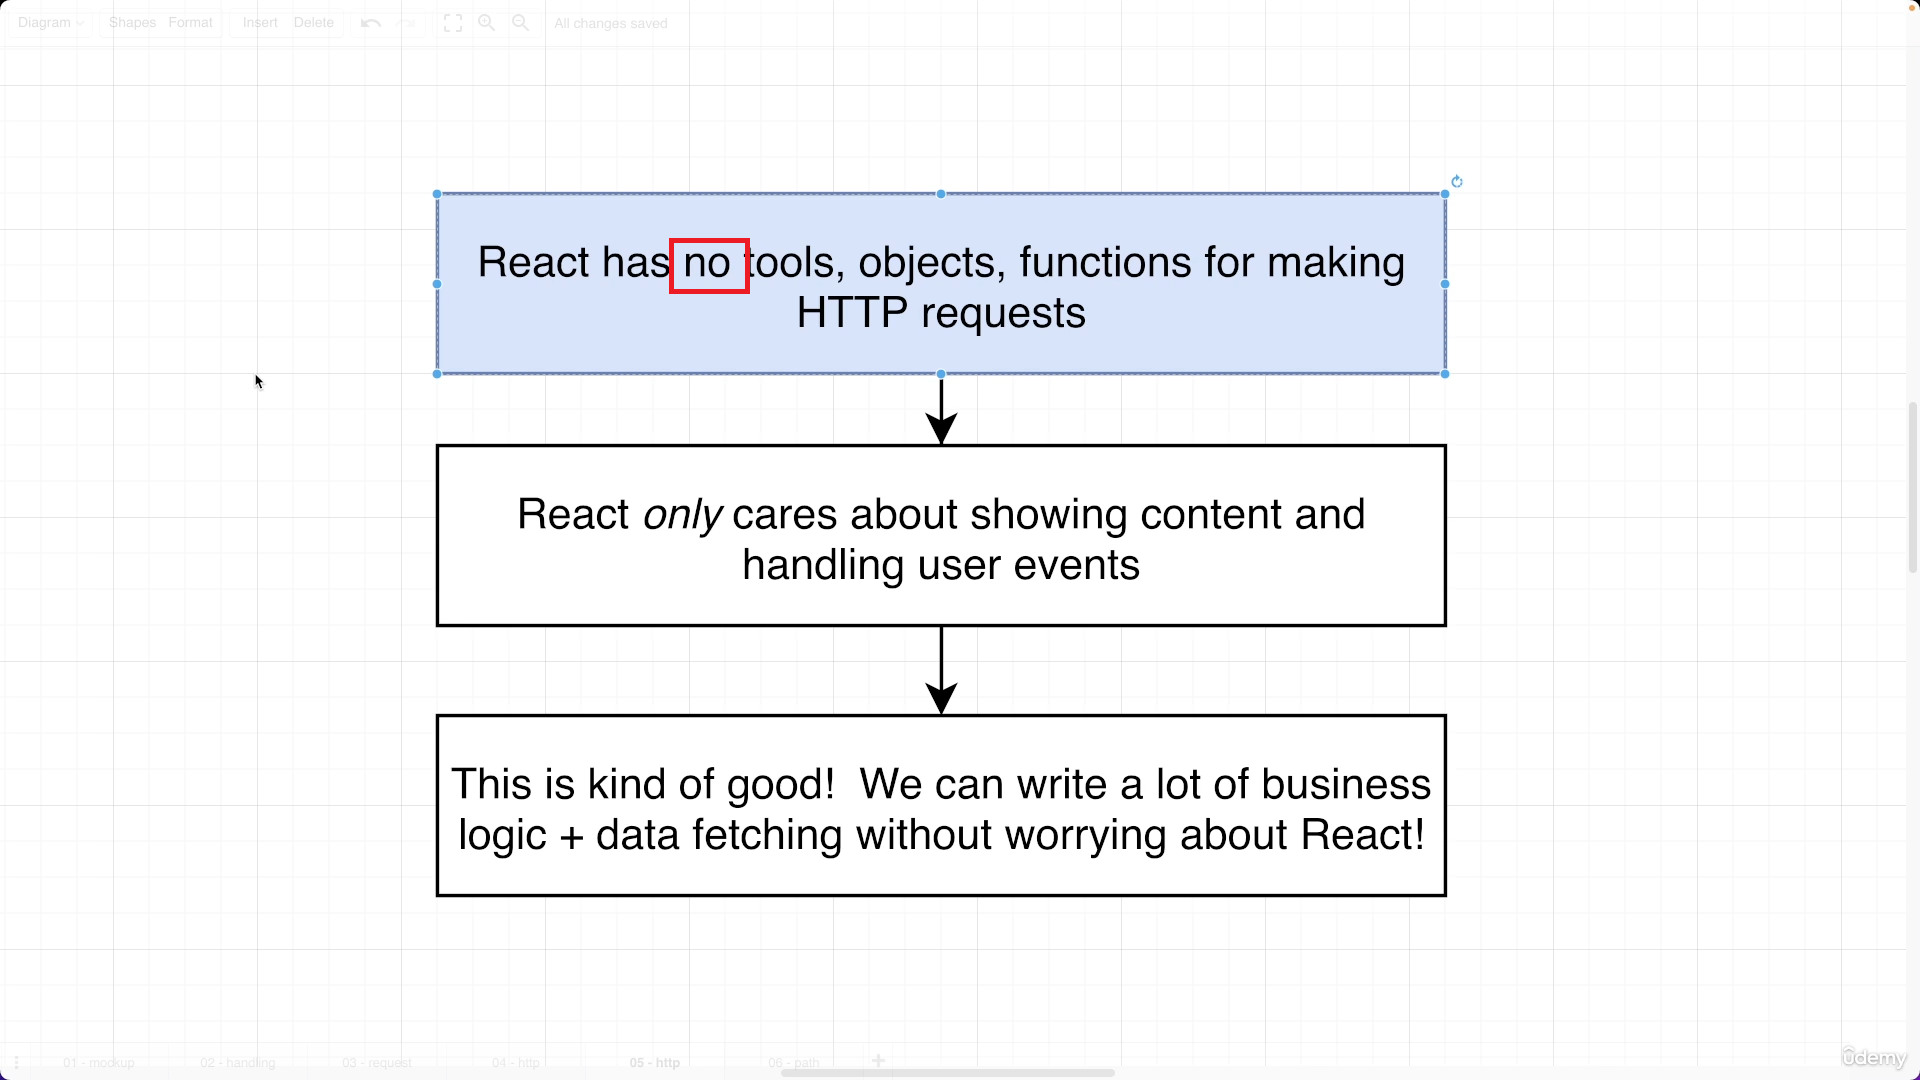 Diagram Shapes Format Insert Delete All changes saved
React has no tools, objects, functions for making
HTTP requests
React only cares about showing content and
handling user events
This is kind of good!  We can write a lot of business
logic + data fetching without worrying about React!
01 - mockup 02 - handling 03 - request 04 - http 05 - http 06 - path
ûdemy